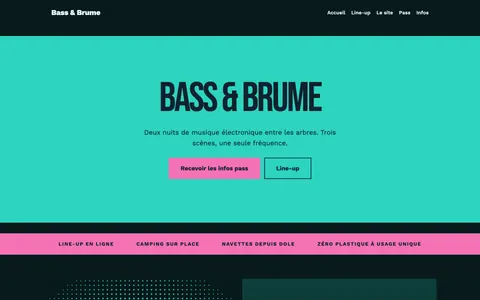 Bass & Brume
Accueil Line-up Le site Pass Infos
BASS & BRUME
Deux nuits de musique électronique entre les arbres. Trois
scènes, une seule fréquence.
Recevoir les infos pass
Line-up
LINE-UP EN LIGNE CAMPING SUR PLACE NAVETTES DEPUIS DOLE ZÉRO PLASTIQUE À USAGE UNIQUE